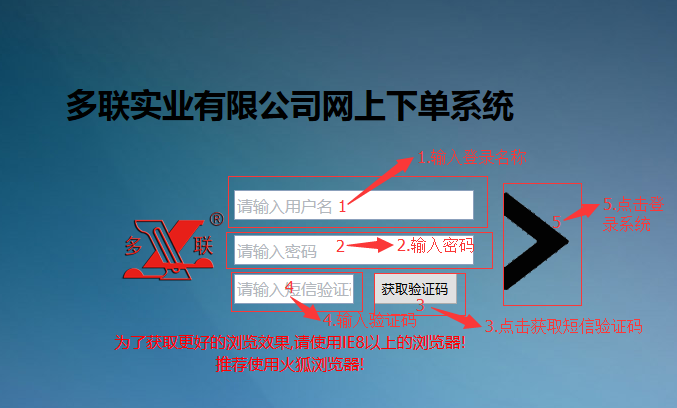 多联实业有限公司网上下单系统
1.输入登录名称
请输入用户名 1
多 联 ®
请输入密码 2 2.输入密码
5 5.点击登
录系统
4
请输入短信验证码 获取验证码
3
4.输入验证码 3.点击获取短信验证码
为了获取更好的浏览效果,请使用IE8以上的浏览器!
推荐使用火狐浏览器!